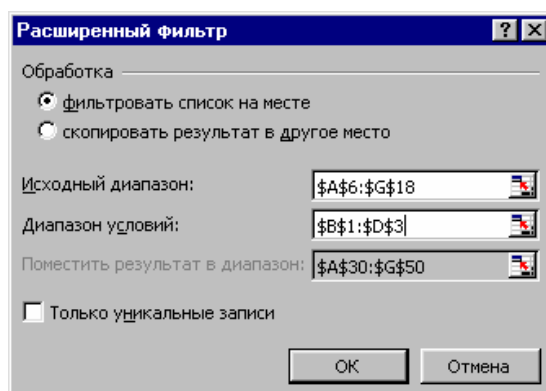 Расширенный фильтр
Обработка
фильтровать список на месте
скопировать результат в другое место
Исходный диапазон: $A$6:$G$18
Диапазон условий: $B$1:$D$3
Поместить результат в диапазон: $A$30:$G$50
Только уникальные записи
ОК Отмена